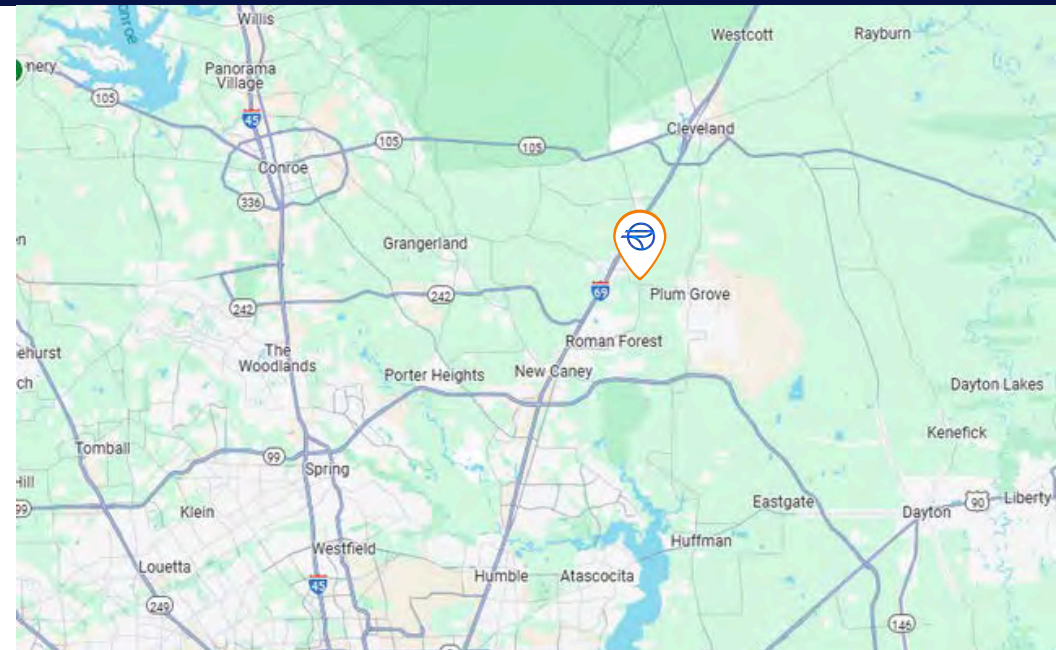 Willis
onroe
Westcott
Rayburn
nery
Panorama
Village
105
45
Cleveland
105
105
Conroe
336
en
Grangerland
69
242
Plum Grove
242
ehurst
The
Woodlands
Roman Forest
ch
Porter Heights
New Caney
Dayton Lakes
Kenefick
Tomball
99
Spring
Hill
99
Klein
Eastgate
90
Liberty
Dayton
Westfield
Huffman
Louetta
45
Humble
Atascocita
249
146